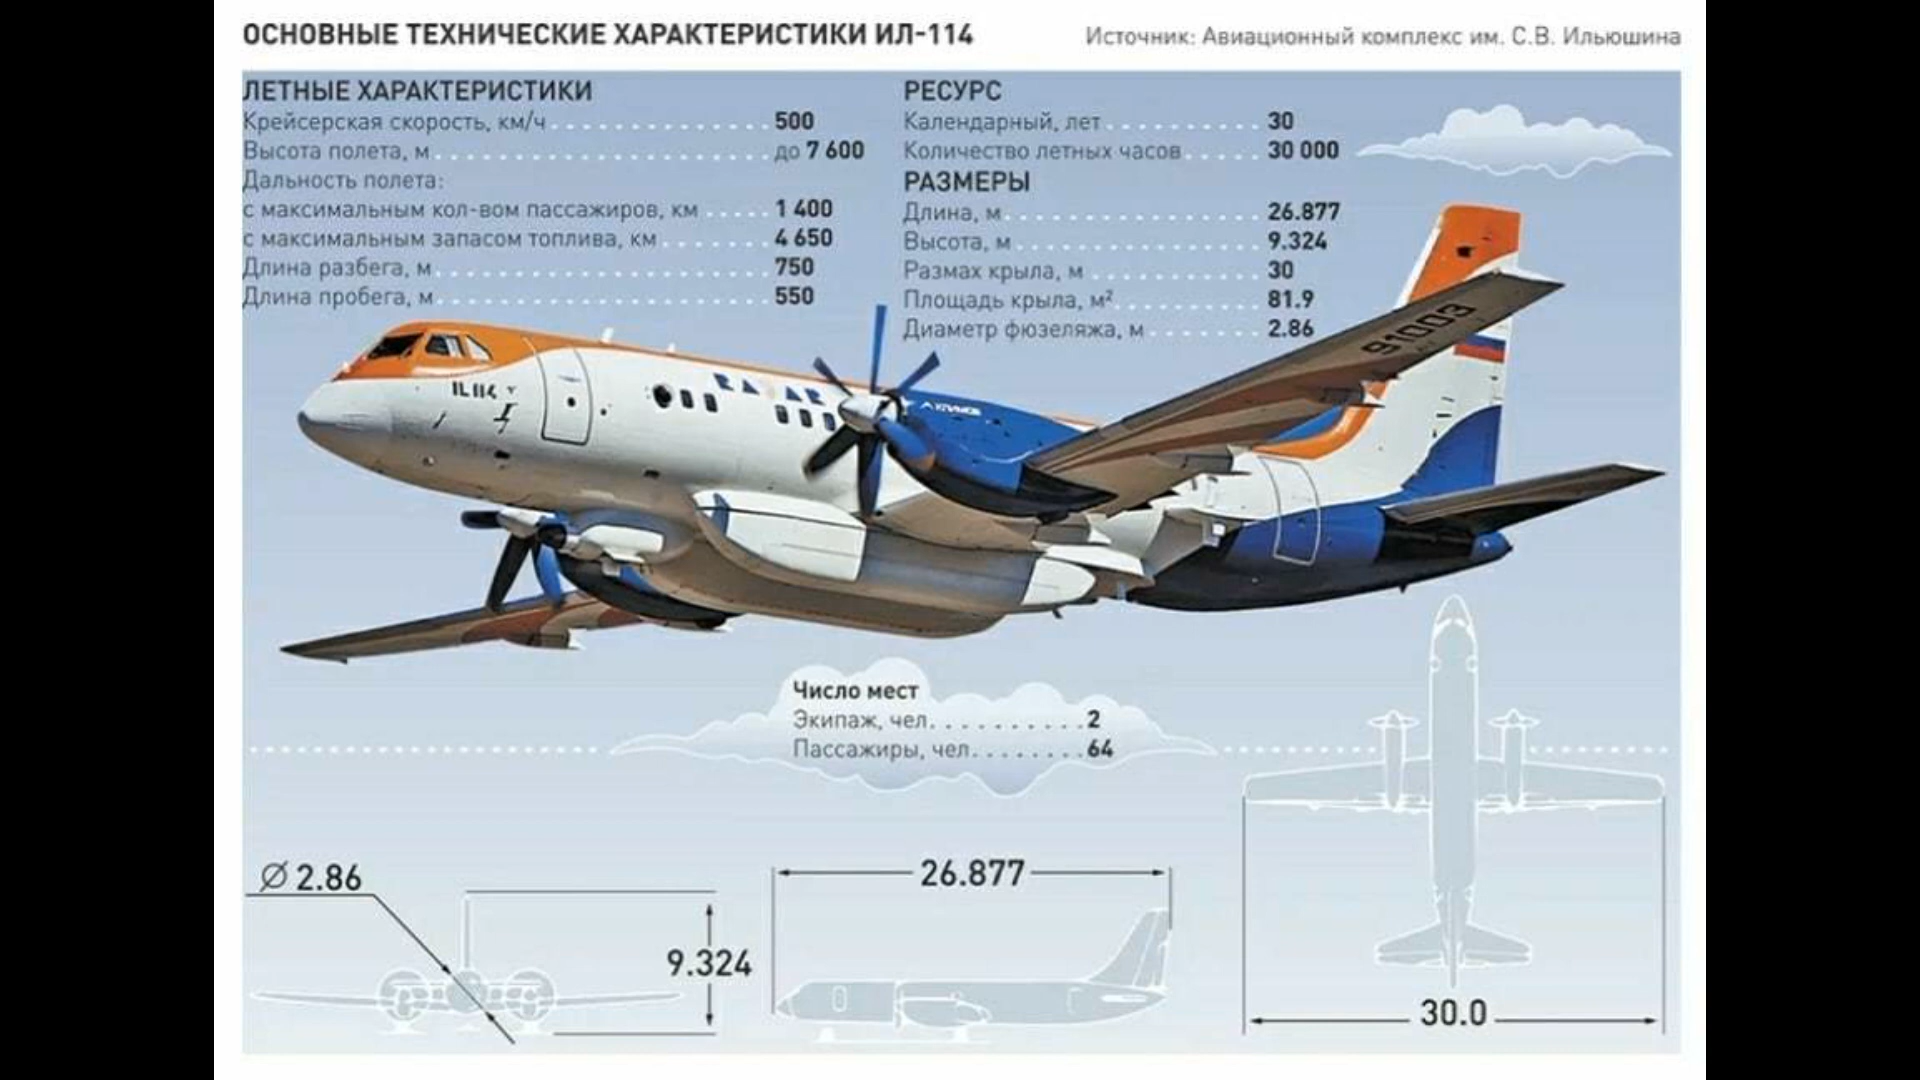 ОСНОВНЫЕ ТЕХНИЧЕСКИЕ ХАРАКТЕРИСТИКИ ИЛ-114
Источник: Авиационный комплекс им. С.В. Ильюшина
ЛЕТНЫЕ ХАРАКТЕРИСТИКИ
Крейсерская скорость, км/ч 500
Высота полета, м до 7 600
Дальность полета:
с максимальным кол-вом пассажиров, км 1 400
с максимальным запасом топлива, км 4 650
Длина разбега, м 750
Длина пробега, м 550
РЕСУРС
Календарный, лет 30
Количество летных часов 30 000
РАЗМЕРЫ
Длина, м 26.877
Высота, м 9.324
Размах крыла, м 30
Площадь крыла, м² 81.9
Диаметр фюзеляжа, м 2.86
91003
IL 114
Число мест
Экипаж, чел. 2
Пассажиры, чел. 64
Ø 2.86
9.324
26.877
30.0